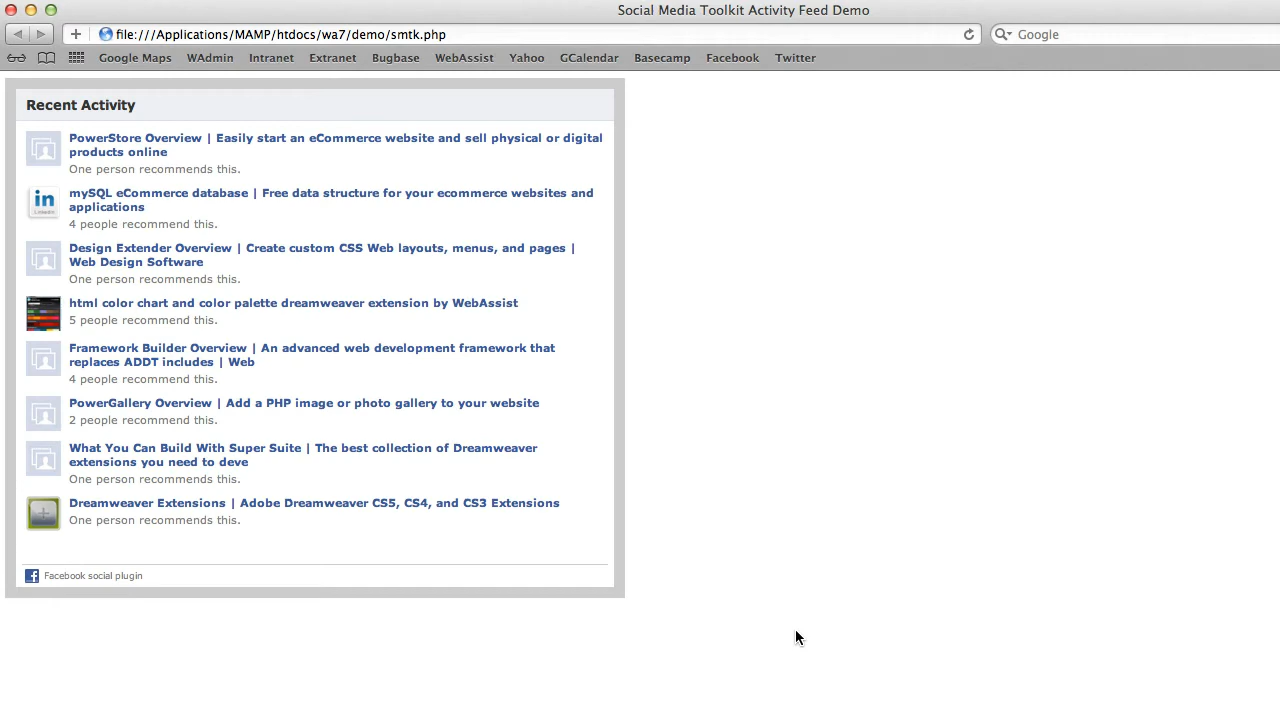 Social Media Toolkit Activity Feed Demo
file:///Applications/MAMP/htdocs/wa7/demo/smtk.php
Google
Google Maps WAdmin Intranet Extranet Bugbase WebAssist Yahoo GCalendar Basecamp Facebook Twitter
Recent Activity
PowerStore Overview | Easily start an eCommerce website and sell physical or digital
products online
One person recommends this.
in
LinkedIn
mySQL eCommerce database | Free data structure for your ecommerce websites and
applications
4 people recommend this.
Design Extender Overview | Create custom CSS Web layouts, menus, and pages |
Web Design Software
One person recommends this.
html color chart and color palette dreamweaver extension by WebAssist
5 people recommend this.
Framework Builder Overview | An advanced web development framework that
replaces ADDT includes | Web
4 people recommend this.
PowerGallery Overview | Add a PHP image or photo gallery to your website
2 people recommend this.
What You Can Build With Super Suite | The best collection of Dreamweaver
extensions you need to deve
One person recommends this.
Dreamweaver Extensions | Adobe Dreamweaver CS5, CS4, and CS3 Extensions
One person recommends this.
f
Facebook social plugin